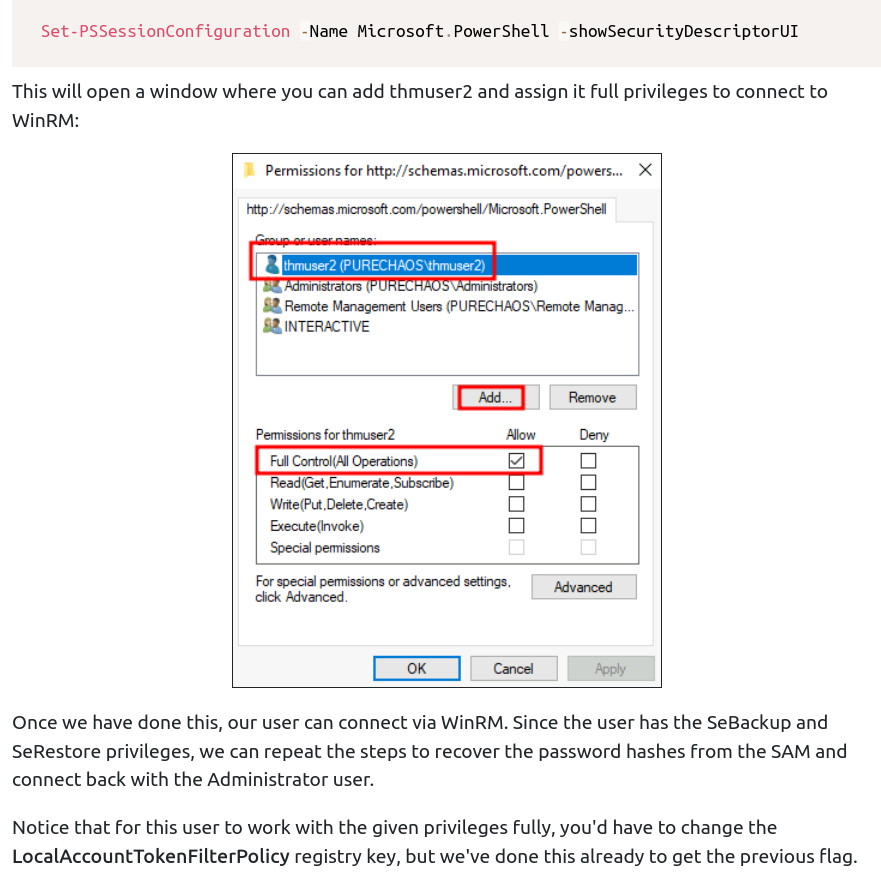 Set-PSSessionConfiguration -Name Microsoft.PowerShell -showSecurityDescriptorUI
This will open a window where you can add thmuser2 and assign it full privileges to connect to
WinRM:
Permissions for http://schemas.microsoft.com/powers...
http://schemas.microsoft.com/powershell/Microsoft.PowerShell
Group or user names:
thmuser2 (PURECHAOS\thmuser2)
Administrators (PURECHAOS\Administrators)
Remote Management Users (PURECHAOS\Remote Manag...
INTERACTIVE
Add... Remove
Permissions for thmuser2 Allow Deny
Full Control(All Operations)
Read(Get,Enumerate,Subscribe)
Write(Put,Delete,Create)
Execute(Invoke)
Special permissions
For special permissions or advanced settings,
click Advanced.
Advanced
OK Cancel Apply
Once we have done this, our user can connect via WinRM. Since the user has the SeBackup and
SeRestore privileges, we can repeat the steps to recover the password hashes from the SAM and
connect back with the Administrator user.
Notice that for this user to work with the given privileges fully, you'd have to change the
LocalAccountTokenFilterPolicy registry key, but we've done this already to get the previous flag.